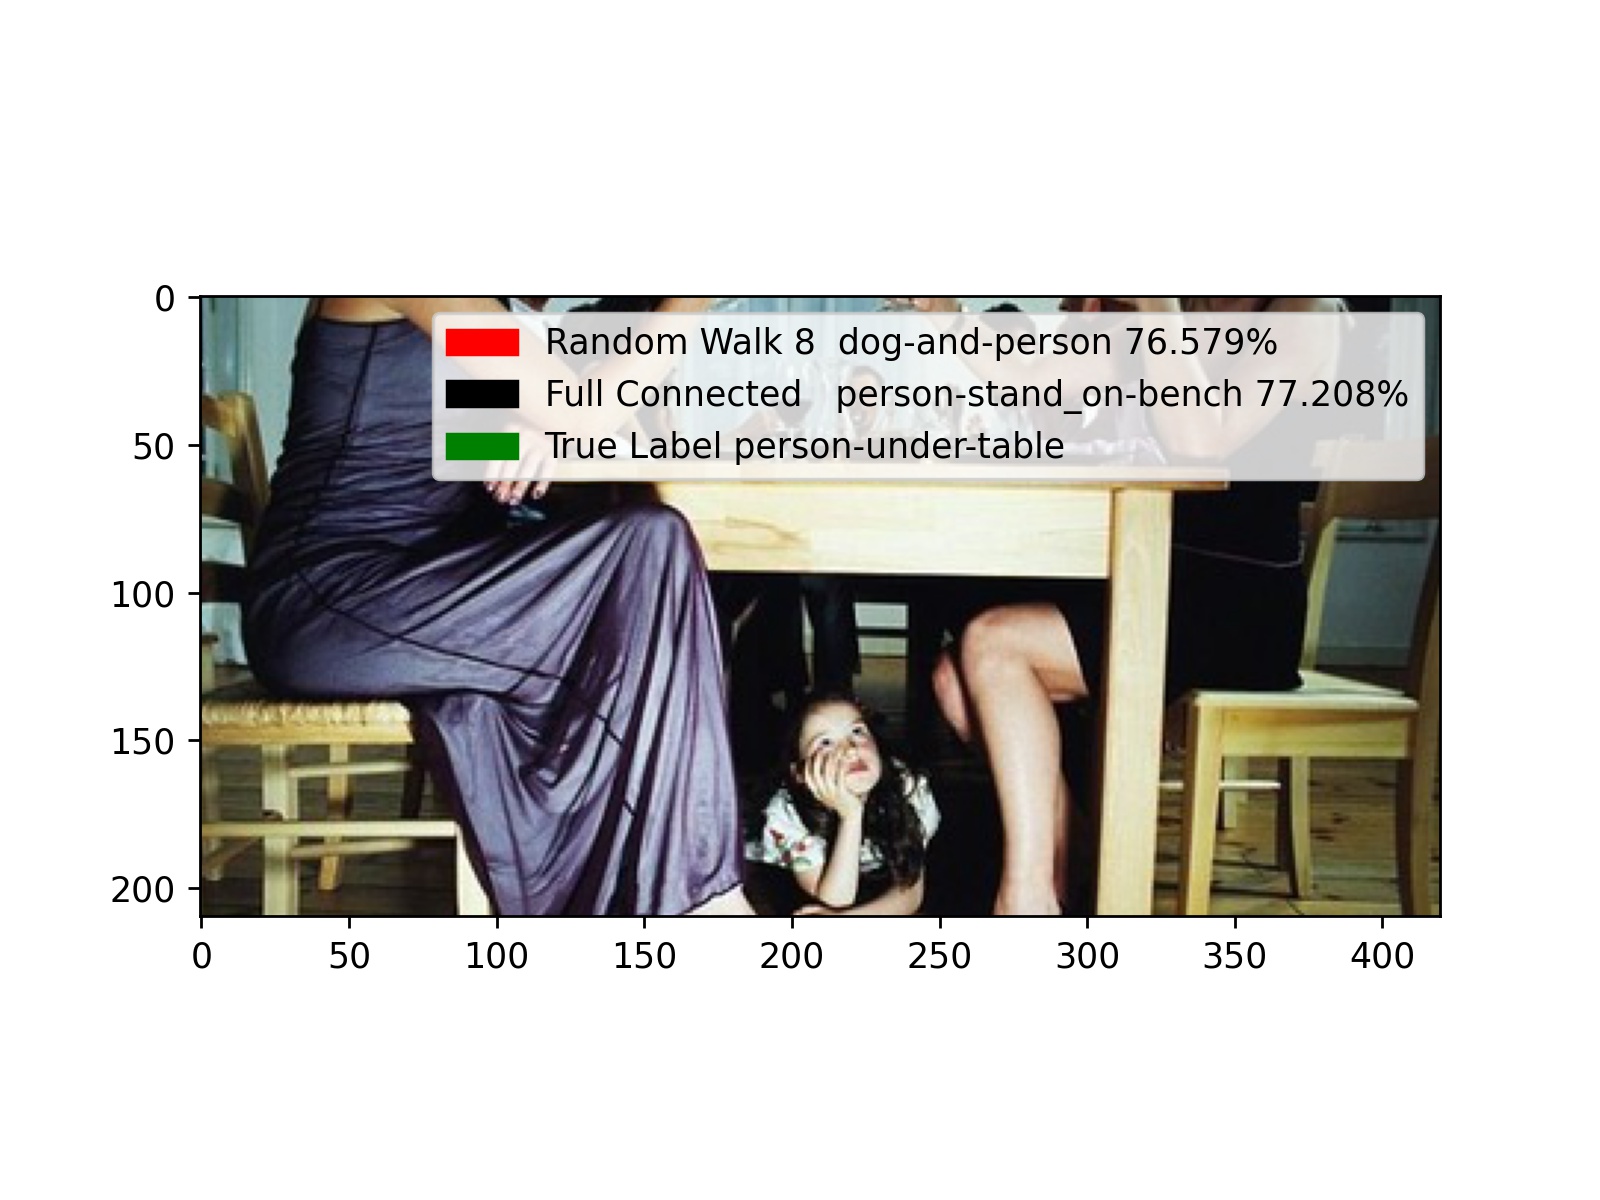 0
Random Walk 8  dog-and-person 76.579%
Full Connected   person-stand_on-bench 77.208%
50
True Label person-under-table
100
150
200
0 50 100 150 200 250 300 350 400